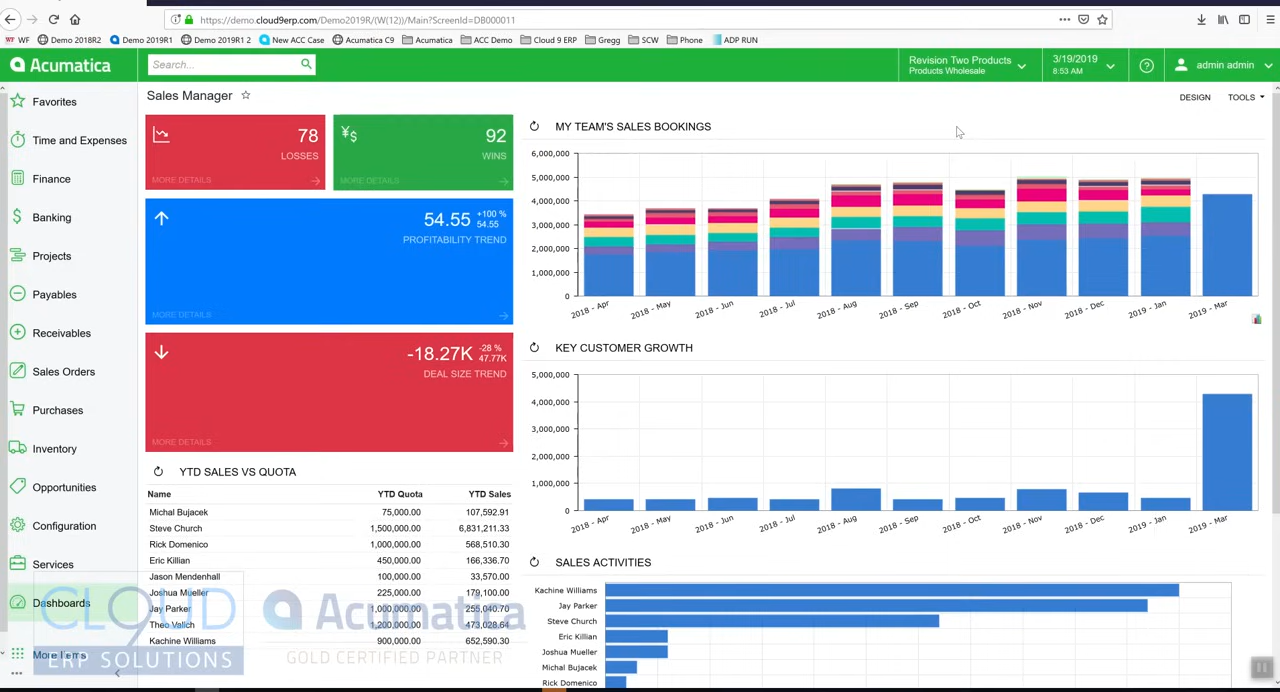 https://demo.cloud9erp.com/Demo2019R/(W(12))/Main?ScreenId=DB000011
WF Demo 2018R2 Demo 2019R1 Demo 2019R1 2 New ACC Case Acumatica C9 Acumatica ACC Demo Cloud 9 ERP Gregg SCW Phone ADP RUN
Acumatica
Search...
Revision Two Products
Products Wholesale
3/19/2019
8:53 AM
admin admin
Favorites
Time and Expenses
Finance
Banking
Projects
Payables
Receivables
Sales Orders
Purchases
Inventory
Opportunities
Configuration
Services
Dashboards
More Items
Sales Manager
DESIGN TOOLS
78
LOSSES
MORE DETAILS
92
WINS
MORE DETAILS
54.55 +100 %
54.55
PROFITABILITY TREND
MORE DETAILS
-18.27K -28 %
47.77K
DEAL SIZE TREND
MORE DETAILS
YTD SALES VS QUOTA
Name YTD Quota YTD Sales
Michal Bujacek 75,000.00 107,592.91
Steve Church 1,500,000.00 6,831,211.33
Rick Domenico 1,000,000.00 568,510.30
Eric Killian 450,000.00 166,336.70
Jason Mendenhall 100,000.00 33,570.00
Joshua Mueller 225,000.00 179,100.00
Jay Parker 1,000,000.00 255,040.70
Theo Valich 1,200,000.00 473,028.64
Kachine Williams 900,000.00 652,590.30
MY TEAM'S SALES BOOKINGS
6,000,000
5,000,000
4,000,000
3,000,000
2,000,000
1,000,000
0
2018 - Apr 2018 - May 2018 - Jun 2018 - Jul 2018 - Aug 2018 - Sep 2018 - Oct 2018 - Nov 2018 - Dec 2019 - Jan 2019 - Mar
KEY CUSTOMER GROWTH
5,000,000
4,000,000
3,000,000
2,000,000
1,000,000
0
2018 - Apr 2018 - May 2018 - Jun 2018 - Jul 2018 - Aug 2018 - Sep 2018 - Oct 2018 - Nov 2018 - Dec 2019 - Jan 2019 - Mar
SALES ACTIVITIES
Kachine Williams
Jay Parker
Steve Church
Eric Killian
Joshua Mueller
Michal Bujacek
Rick Domenico
CLOUD 9
ERP SOLUTIONS
Acumatica
GOLD CERTIFIED PARTNER